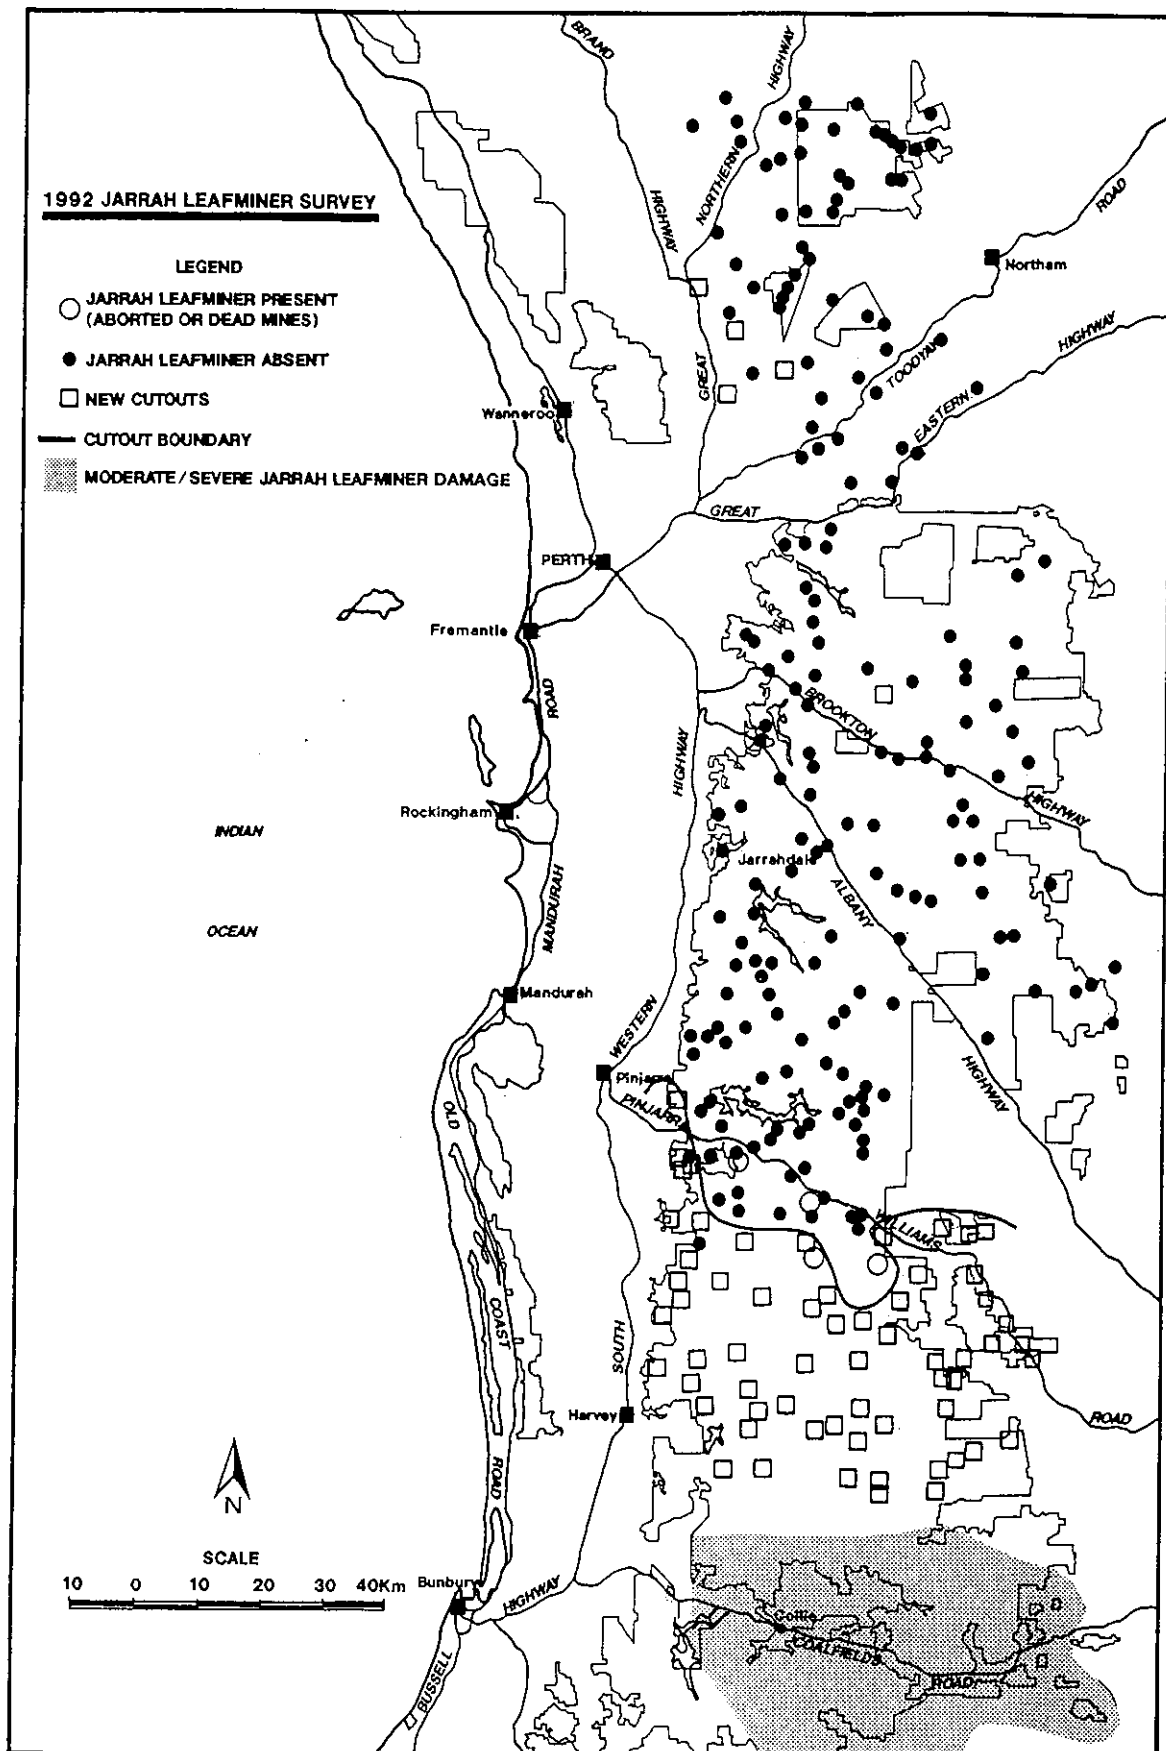 1992 JARRAH LEAFMINER SURVEY
LEGEND
JARRAH LEAFMINER PRESENT
(ABORTED OR DEAD MINES)
JARRAH LEAFMINER ABSENT
NEW CUTOUTS
CUTOUT BOUNDARY
MODERATE/SEVERE JARRAH LEAFMINER DAMAGE
BRAND
HIGHWAY
GREAT
NORTHERN
HIGHWAY
ROAD
Northam
HIGHWAY
TOODYAY
EASTERN
GREAT
Wanneroo
PERTH
Fremantle
ROAD
BROOKTON
HIGHWAY
HIGHWAY
Rockingham
INDIAN
OCEAN
MANDURAH
Jarrahdale
ALBANY
HIGHWAY
Mandurah
WESTERN
Pinjarra
PINJARR
WILLIAMS
ROAD
OLD
COAST
ROAD
SOUTH
Harvey
N
SCALE
10 0 10 20 30 40Km
Bunbury
HIGHWAY
BUSSELL
Collie
COALFIELDS
ROAD